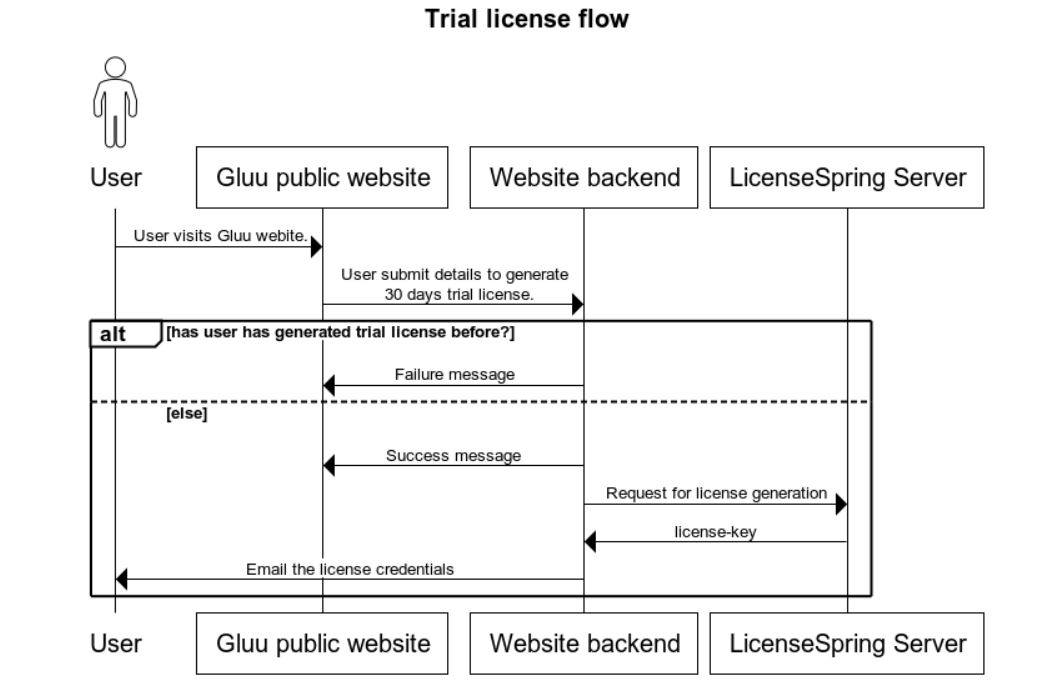 Trial license flow
User
Gluu public website
Website backend
LicenseSpring Server
User visits Gluu webite.
User submit details to generate
30 days trial license.
alt
[has user has generated trial license before?]
Failure message
[else]
Success message
Request for license generation
license-key
Email the license credentials
User
Gluu public website
Website backend
LicenseSpring Server